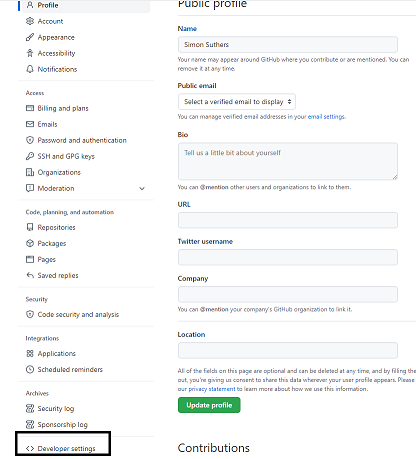 Profile
Account
Appearance
Accessibility
Notifications
Access
Billing and plans
Emails
Password and authentication
SSH and GPG keys
Organizations
Moderation
Code, planning, and automation
Repositories
Packages
Pages
Saved replies
Security
Code security and analysis
Integrations
Applications
Scheduled reminders
Archives
Security log
Sponsorship log
Developer settings
Public profile
Name
Simon Suthers
Your name may appear around GitHub where you contribute or are mentioned. You can
remove it at any time.
Public email
Select a verified email to display
You can manage verified email addresses in your email settings.
Bio
Tell us a little bit about yourself
You can @mention other users and organizations to link to them.
URL
Twitter username
Company
You can @mention your company's GitHub organization to link it.
Location
All of the fields on this page are optional and can be deleted at any time, and by filling the
out, you're giving us consent to share this data wherever your user profile appears. Please
our privacy statement to learn more about how we use this information.
Update profile
Contributions